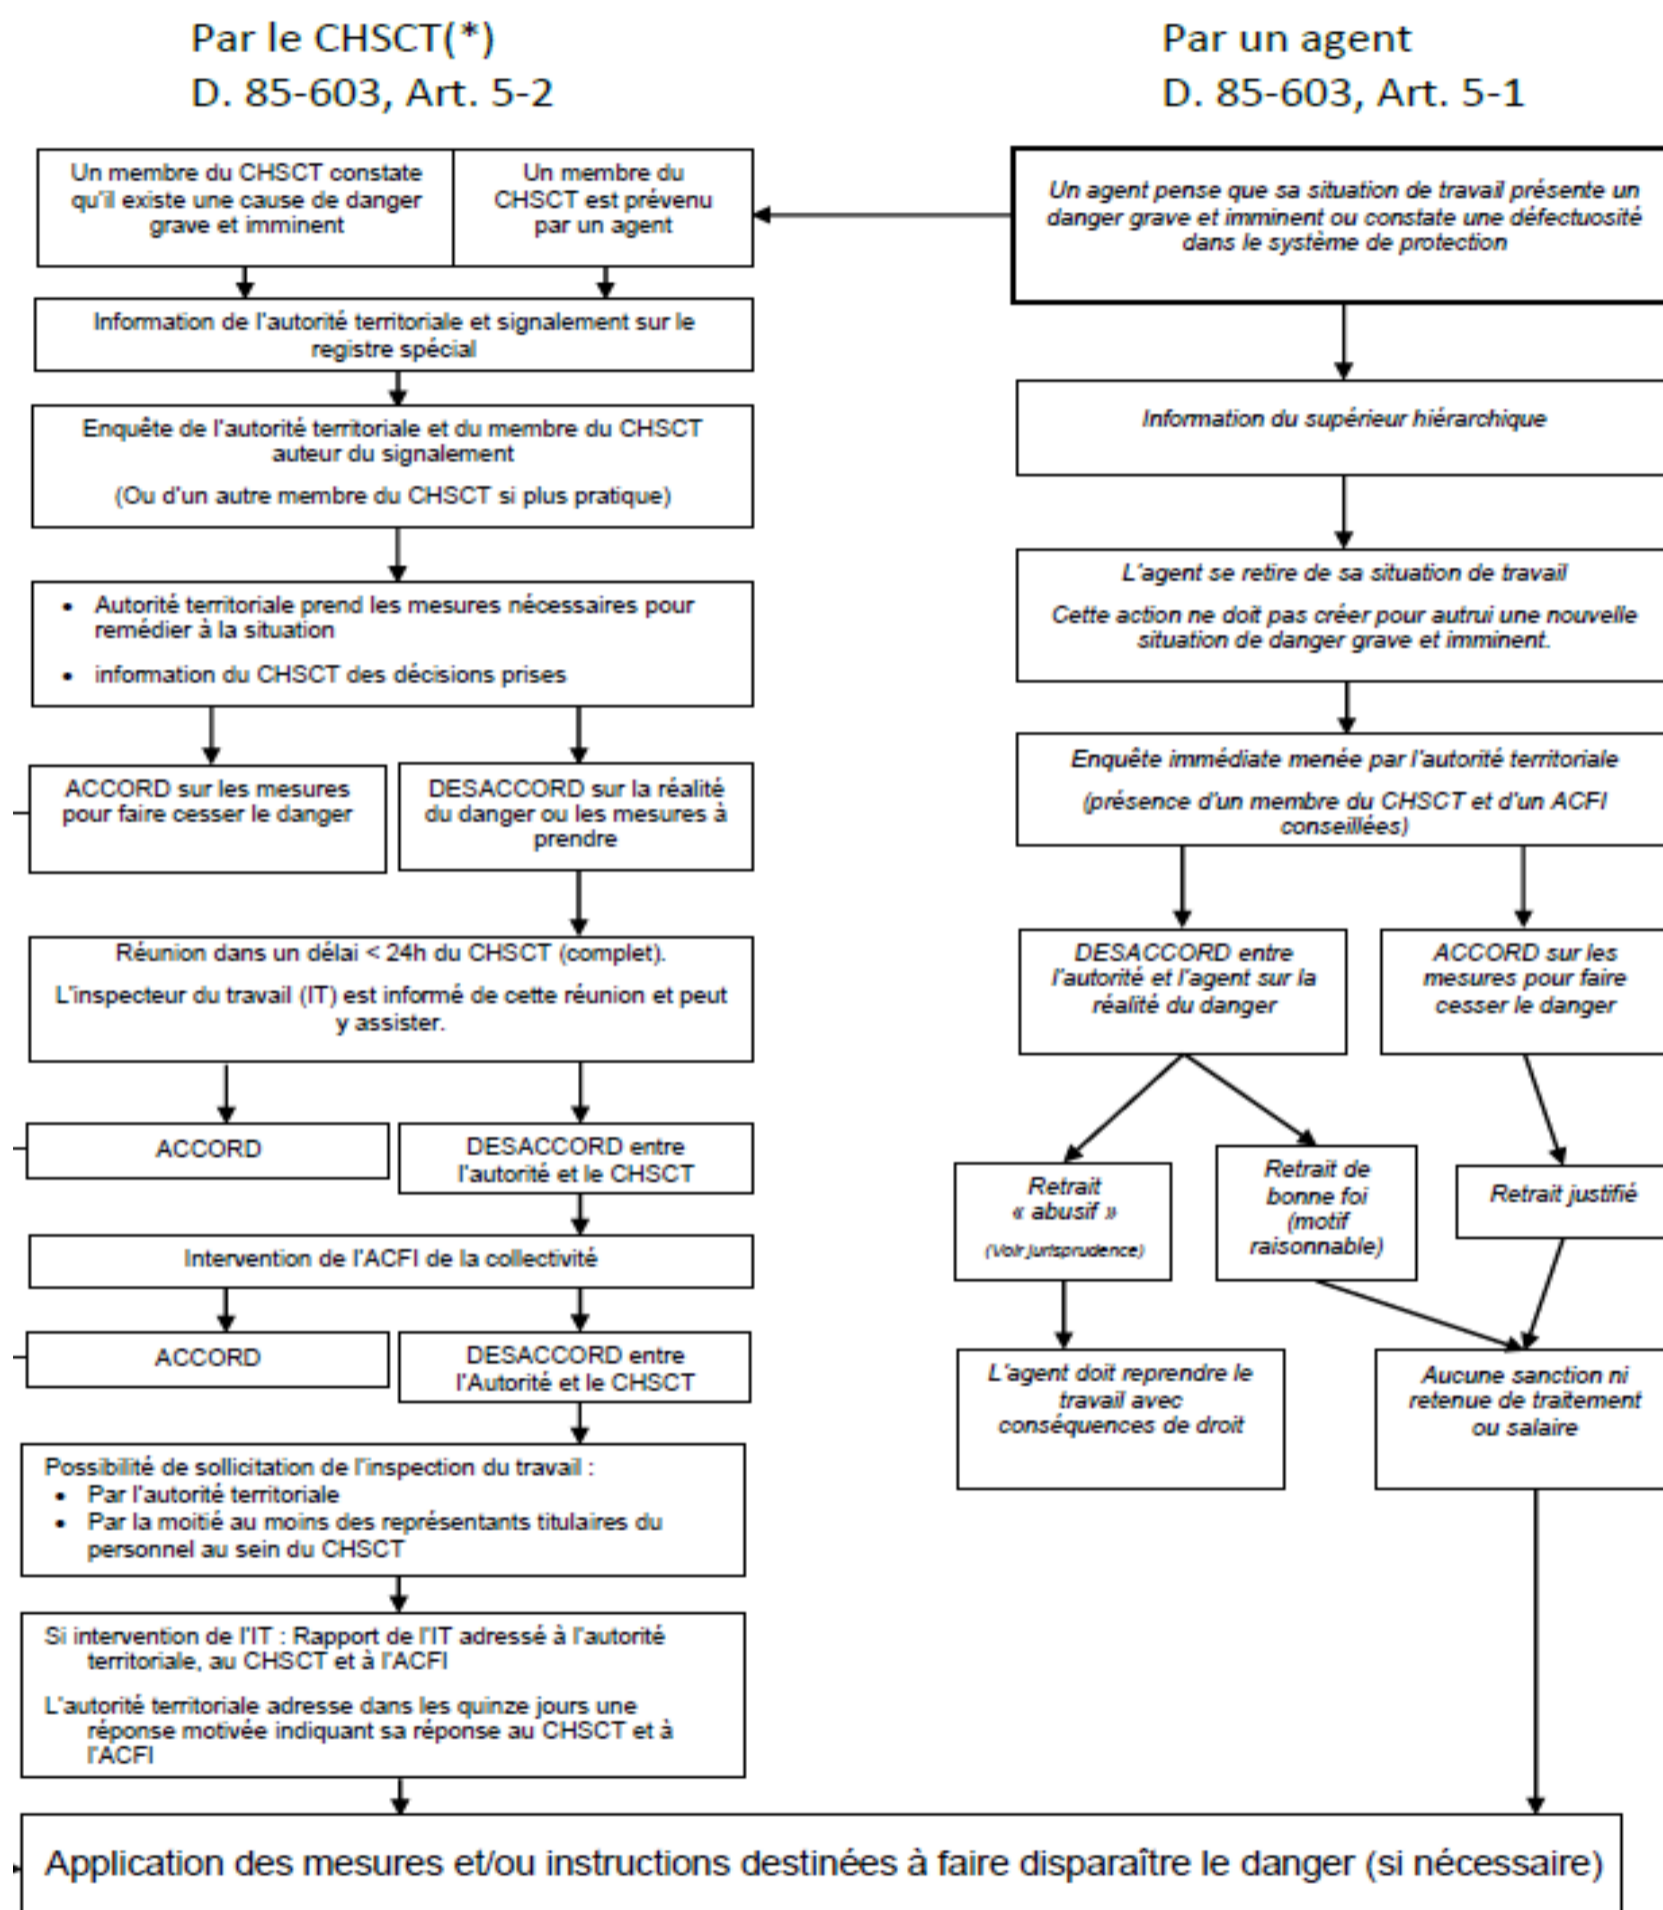 Par le CHSCT(*)
D. 85-603, Art. 5-2
Par un agent
D. 85-603, Art. 5-1
Un membre du CHSCT constate
qu'il existe une cause de danger
grave et imminent
Un membre du
CHSCT est prévenu
par un agent
Information de l'autorité territoriale et signalement sur le
registre spécial
Enquête de l'autorité territoriale et du membre du CHSCT
auteur du signalement
(Ou d'un autre membre du CHSCT si plus pratique)
• Autorité territoriale prend les mesures nécessaires pour
remédier à la situation
• information du CHSCT des décisions prises
ACCORD sur les mesures
pour faire cesser le danger
DESACCORD sur la réalité
du danger ou les mesures à
prendre
Réunion dans un délai < 24h du CHSCT (complet).
L'inspecteur du travail (IT) est informé de cette réunion et peut
y assister.
ACCORD
DESACCORD entre
l'autorité et le CHSCT
Intervention de l'ACFI de la collectivité
ACCORD
DESACCORD entre
l'Autorité et le CHSCT
Possibilité de sollicitation de l'inspection du travail :
• Par l'autorité territoriale
• Par la moitié au moins des représentants titulaires du
personnel au sein du CHSCT
Si intervention de l'IT : Rapport de l'IT adressé à l'autorité
territoriale, au CHSCT et à l'ACFI
L'autorité territoriale adresse dans les quinze jours une
réponse motivée indiquant sa réponse au CHSCT et à
l'ACFI
Un agent pense que sa situation de travail présente un
danger grave et imminent ou constate une défectuosité
dans le système de protection
Information du supérieur hiérarchique
L'agent se retire de sa situation de travail
Cette action ne doit pas créer pour autrui une nouvelle
situation de danger grave et imminent.
Enquête immédiate menée par l'autorité territoriale
(présence d'un membre du CHSCT et d'un ACFI
conseillées)
DESACCORD entre
l'autorité et l'agent sur la
réalité du danger
ACCORD sur les
mesures pour faire
cesser le danger
Retrait
« abusif »
(Voir jurisprudence)
Retrait de
bonne foi
(motif
raisonnable)
Retrait justifié
L'agent doit reprendre le
travail avec
conséquences de droit
Aucune sanction ni
retenue de traitement
ou salaire
Application des mesures et/ou instructions destinées à faire disparaître le danger (si nécessaire)